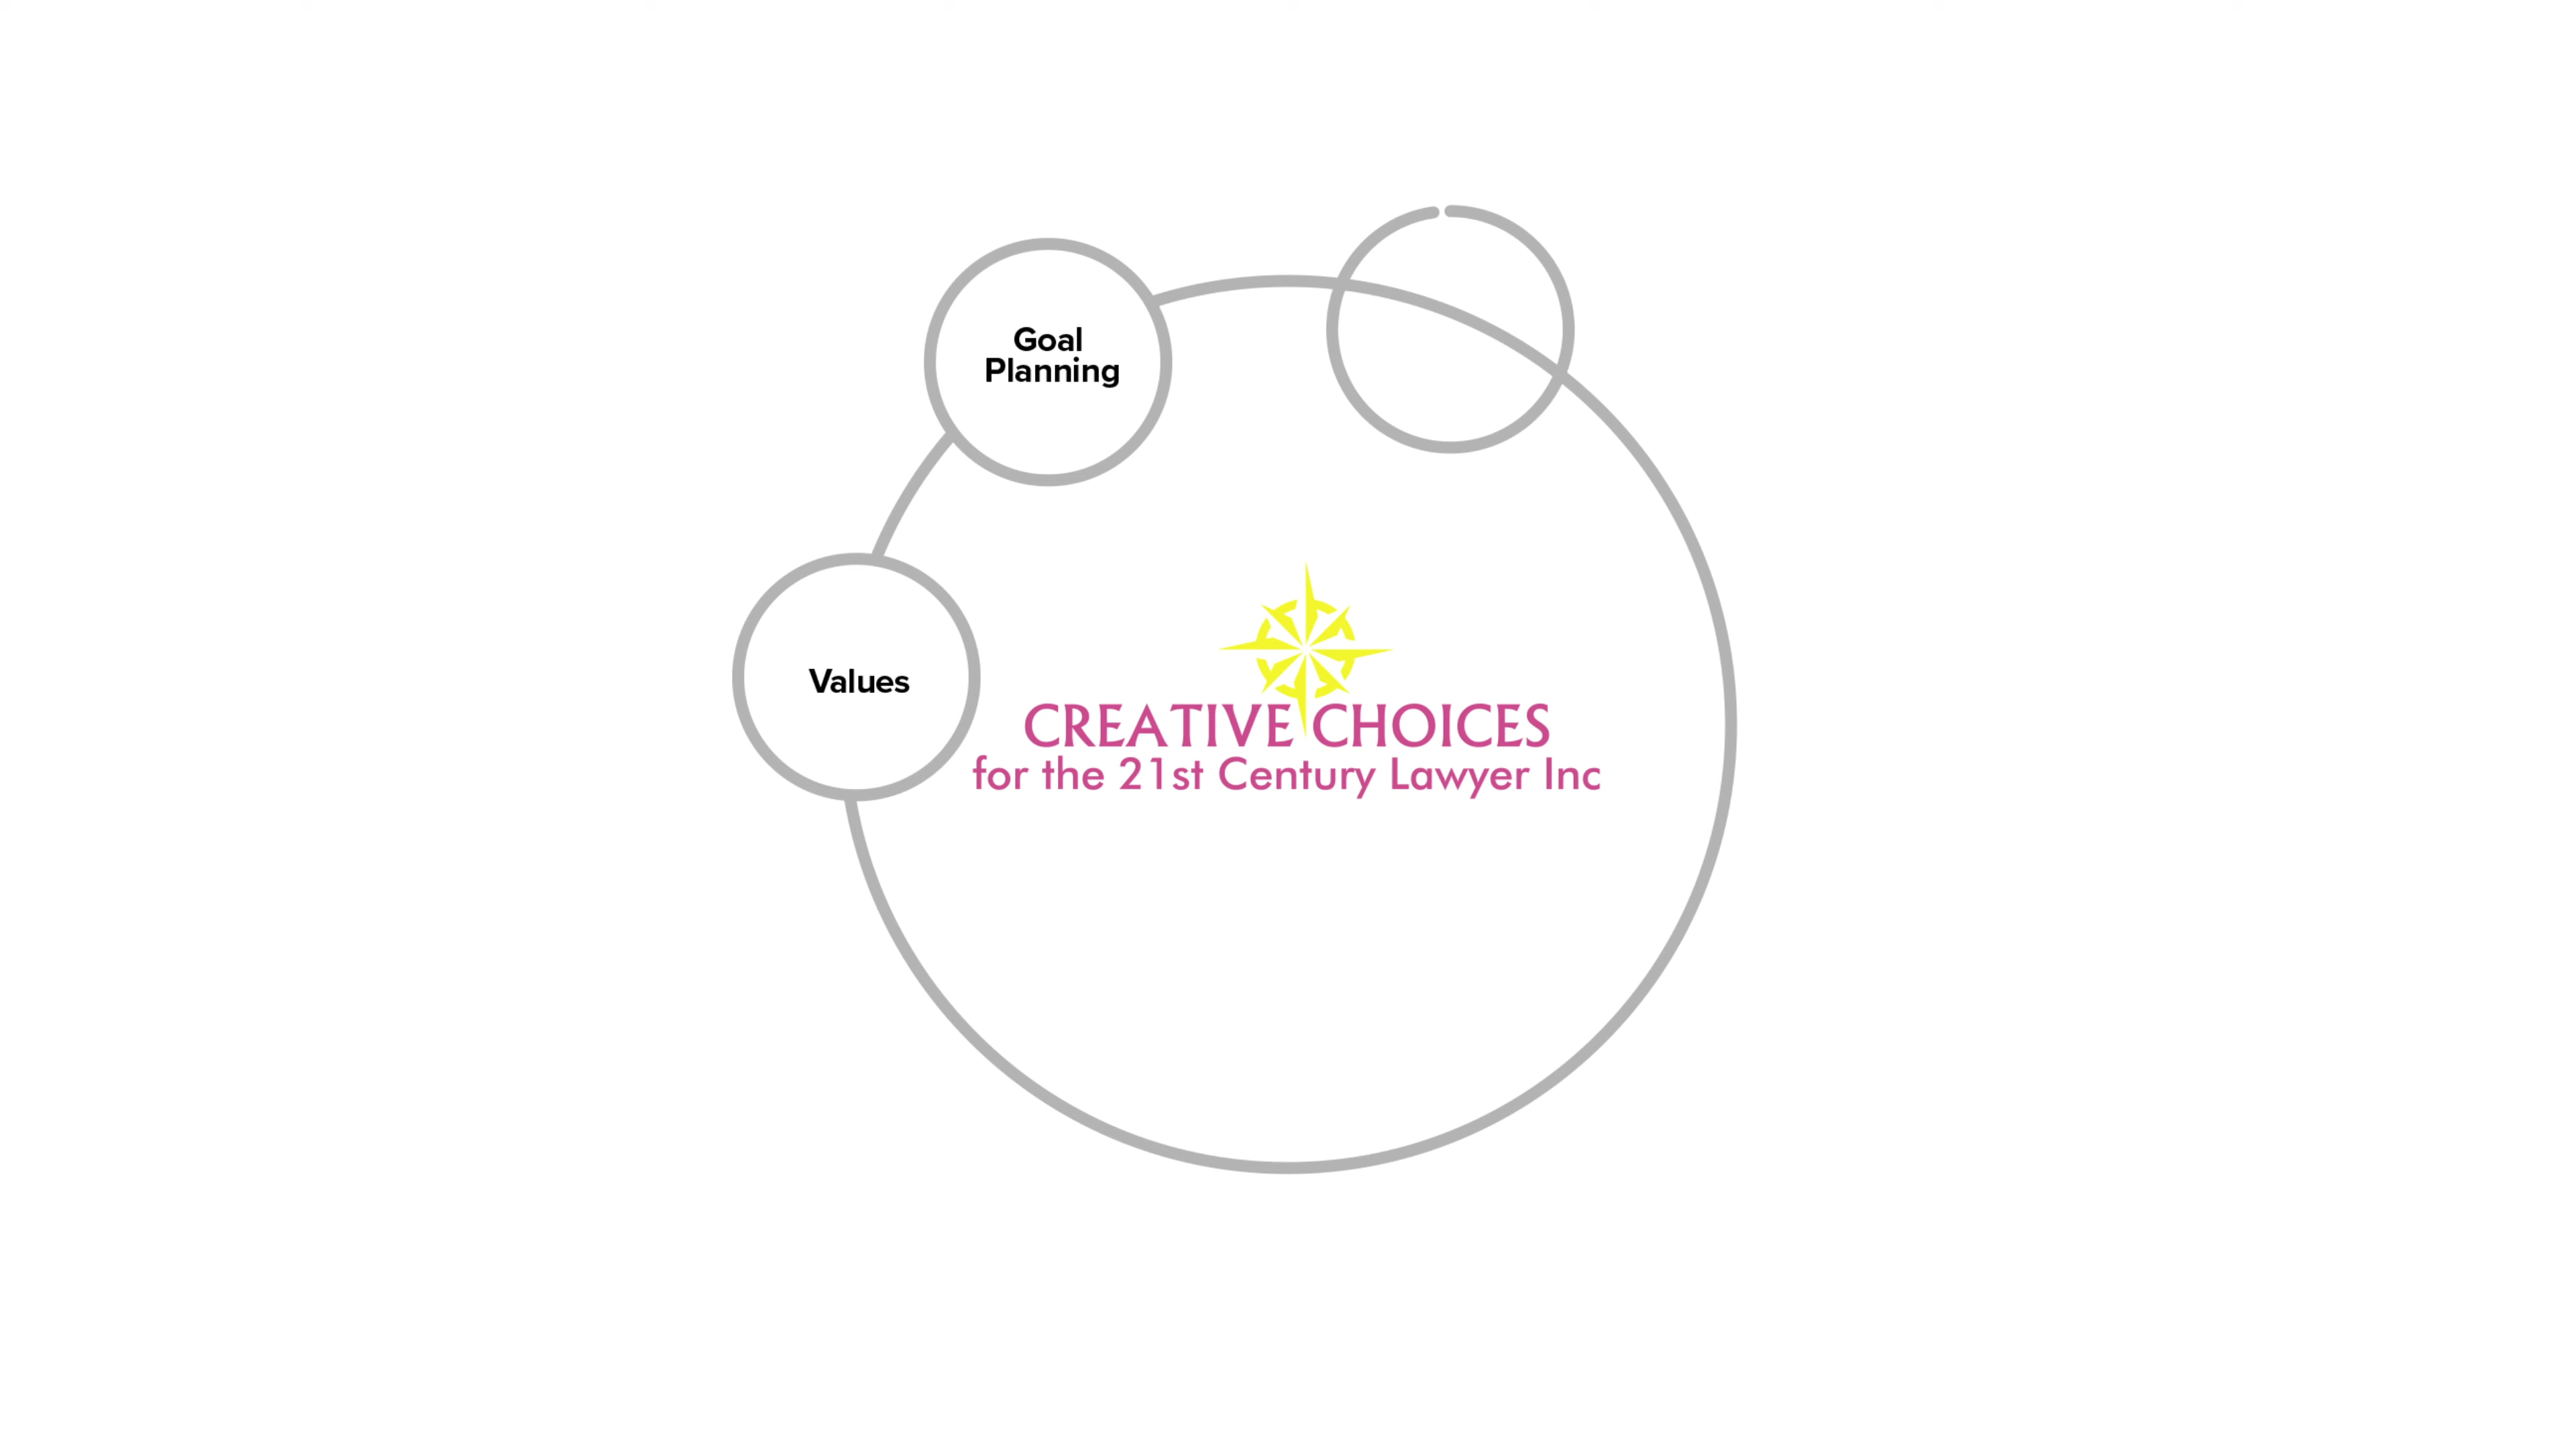 Goal
Planning
Values
CREATIVE CHOICES
for the 21st Century Lawyer Inc